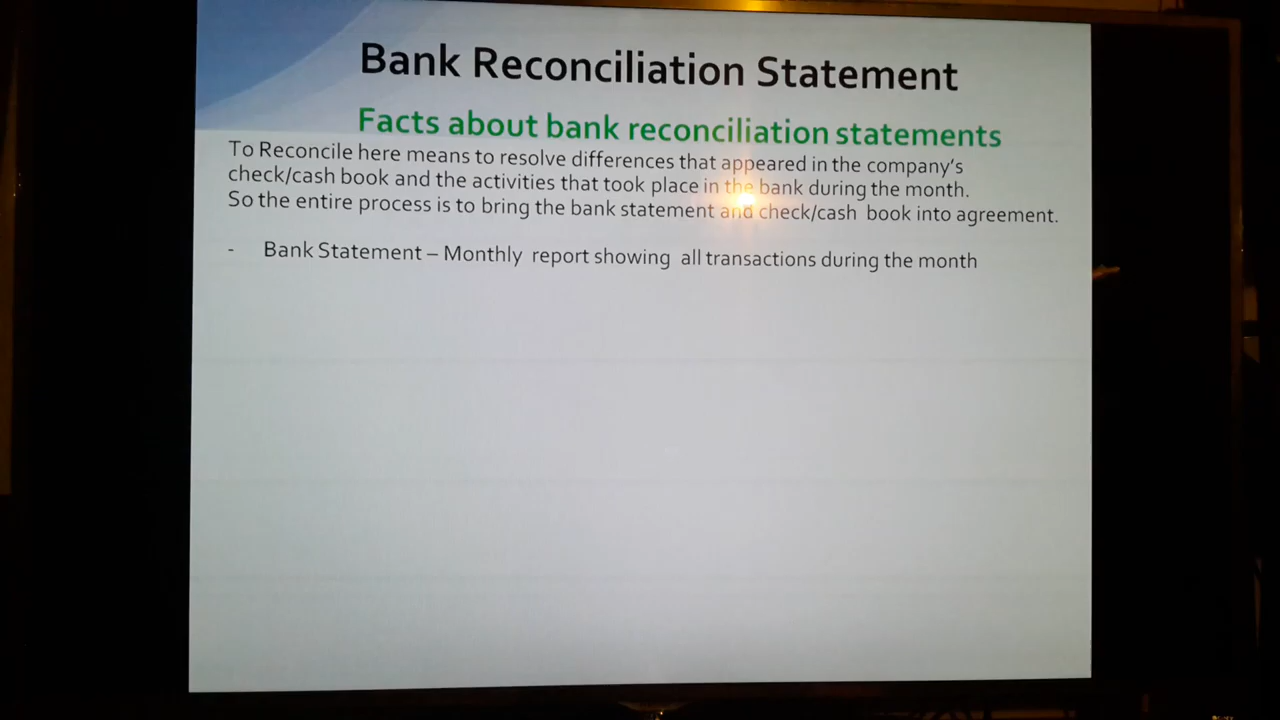 Bank Reconciliation Statement
Facts about bank reconciliation statements
To Reconcile here means to resolve differences that appeared in the company's
check/cash book and the activities that took place in the bank during the month.
So the entire process is to bring the bank statement and check/cash book into agreement.
- Bank Statement – Monthly report showing all transactions during the month